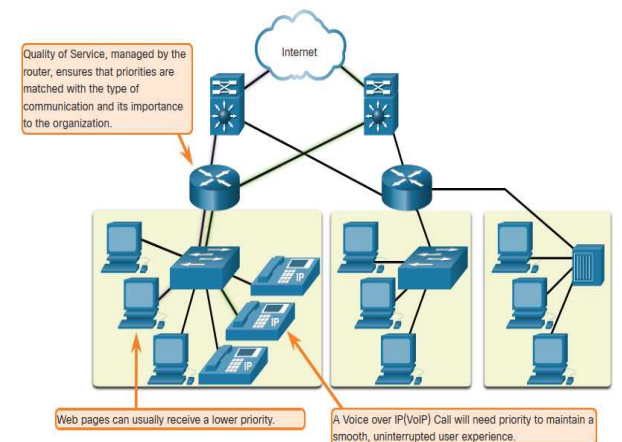 Internet
Quality of Service, managed by the
router, ensures that priorities are
matched with the type of
communication and its importance
to the organization.
IP
IP
IP
Web pages can usually receive a lower priority.
A Voice over IP(VoIP) Call will need priority to maintain a
smooth, uninterrupted user experience.